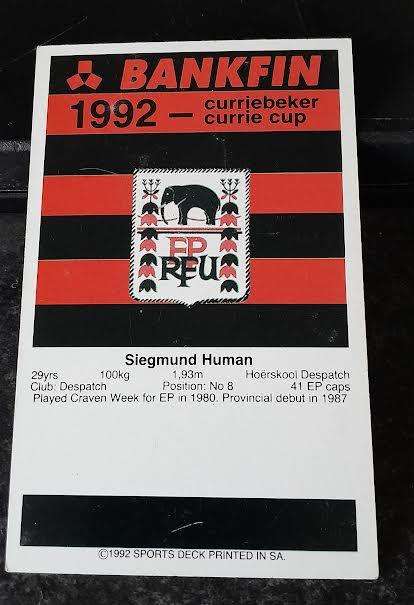 BANKFIN
1992 – curriebeker
currie cup
EP
RFU
Siegmund Human
29yrs 100kg 1,93m Hoërskool Despatch
Club: Despatch Position: No 8 41 EP caps
Played Craven Week for EP in 1980. Provincial debut in 1987
©1992 SPORTS DECK PRINTED IN SA.